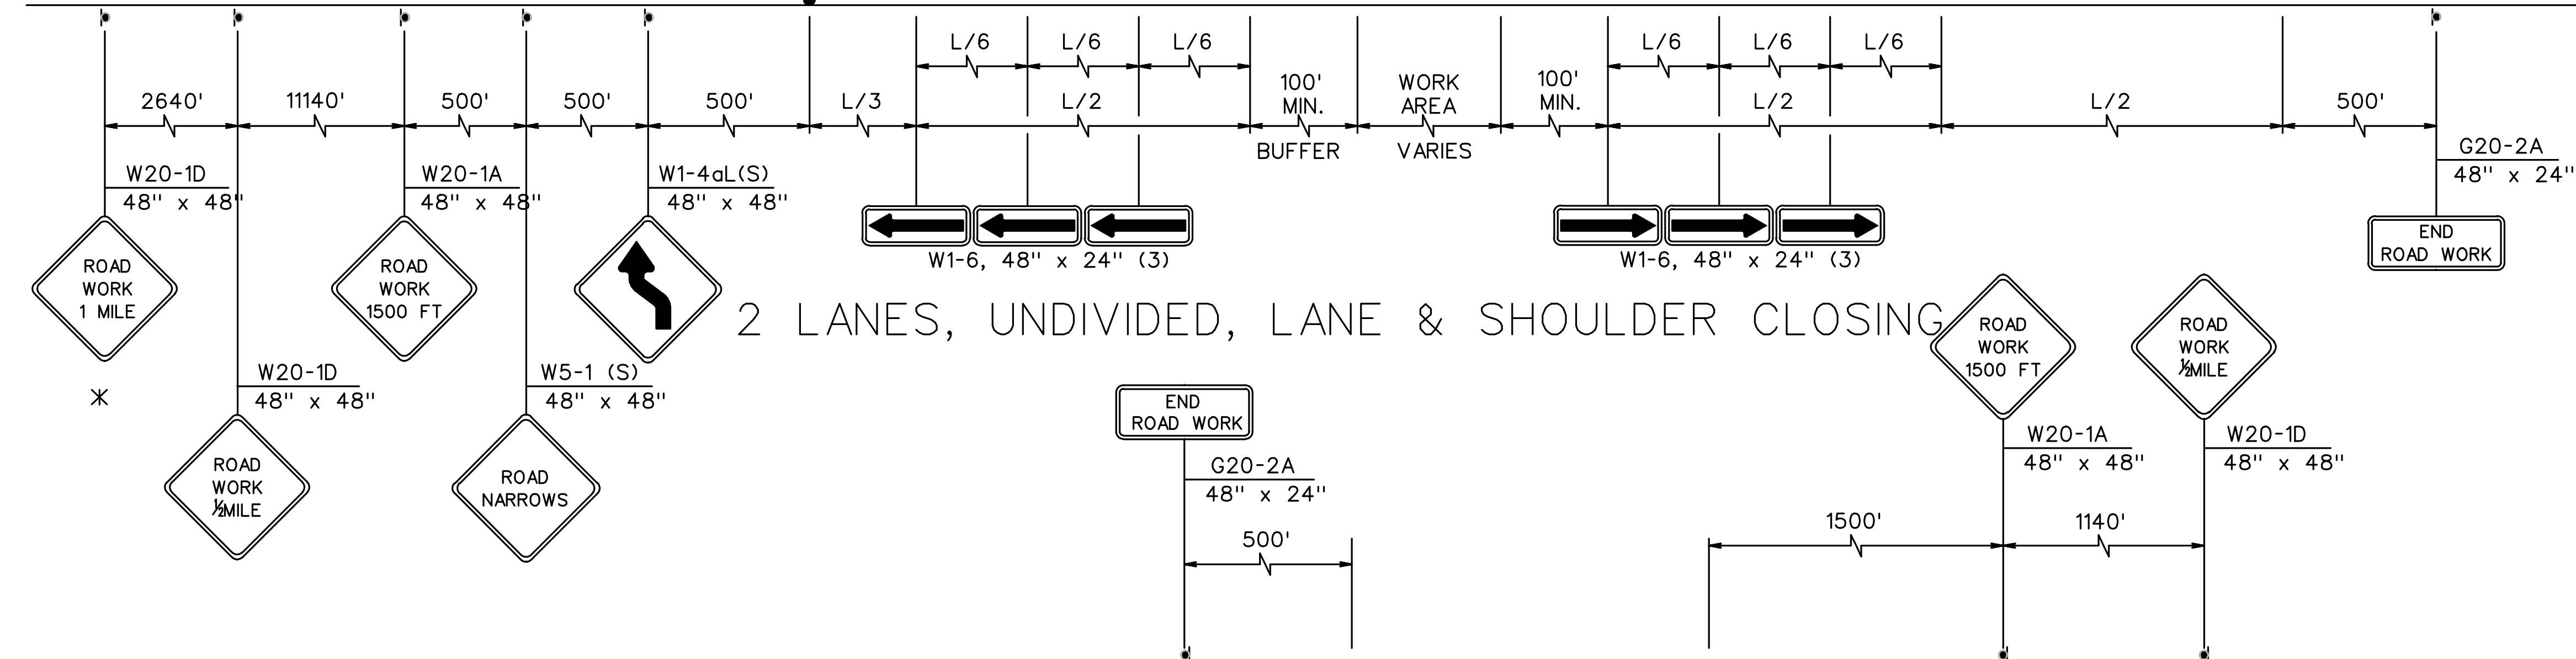 L/6 L/6 L/6 L/6 L/6 L/6
2640' 11140' 500' 500' 500' L/3 L/2
100'
MIN.
BUFFER
WORK
AREA
VARIES
100'
MIN.
L/2 L/2 500'
W20-1D
48" x 48"
ROAD
WORK
1 MILE
W20-1D
48" x 48"
ROAD
WORK
½MILE
W20-1A
48" x 48"
ROAD
WORK
1500 FT
W5-1 (S)
48" x 48"
ROAD
NARROWS
W1-4aL(S)
48" x 48"
W1-6, 48" x 24" (3)
W1-6, 48" x 24" (3)
G20-2A
48" x 24"
END
ROAD WORK
2 LANES, UNDIVIDED, LANE & SHOULDER CLOSING
END
ROAD WORK
G20-2A
48" x 24"
500'
ROAD
WORK
1500 FT
W20-1A
48" x 48"
ROAD
WORK
½MILE
W20-1D
48" x 48"
1500' 1140'